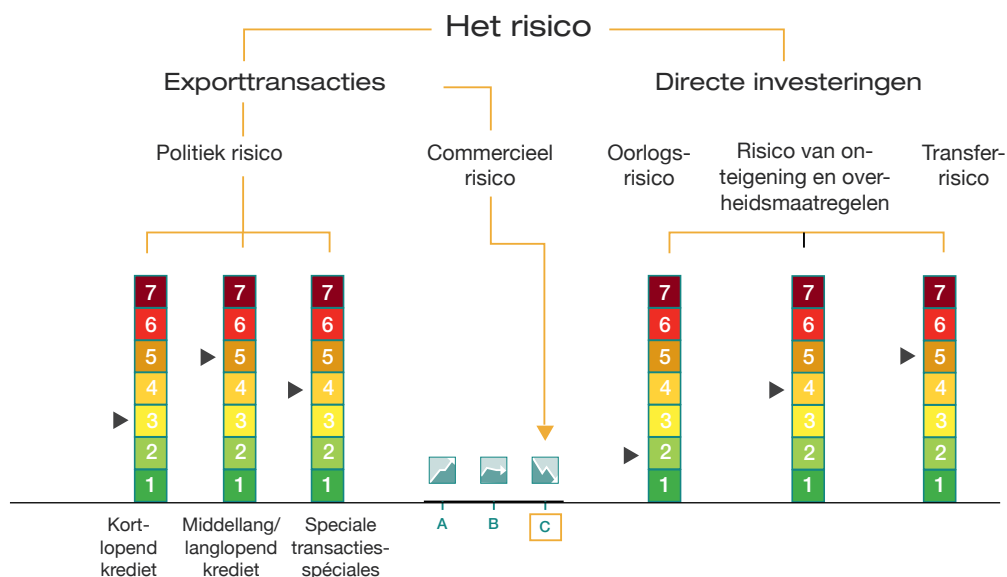 Het risico
Exporttransacties
Directe investeringen
Politiek risico
Commercieel
risico
Oorlogs-
risico
Risico van on-
teigening en over-
heidsmaatregelen
Transfer-
risico
7 7 7 7 7 7
6 6 6 6 6 6
5 5 5 5 5 5
4 4 4 4 4 4
3 3 3 3 3 3
2 2 2 2 2 2
1 1 1 1 1 1
A B C
Kort-
lopend
krediet
Middellang/
langlopend
krediet
Speciale
transacties-
spéciales